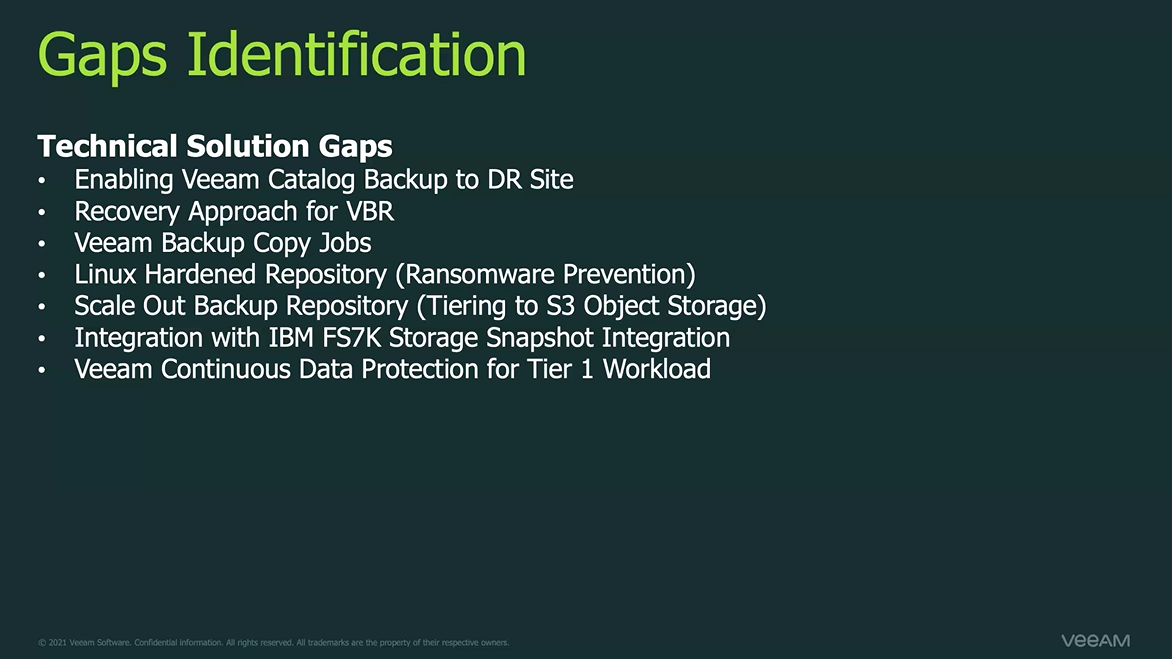 Gaps Identification
Technical Solution Gaps
• Enabling Veeam Catalog Backup to DR Site
• Recovery Approach for VBR
• Veeam Backup Copy Jobs
• Linux Hardened Repository (Ransomware Prevention)
• Scale Out Backup Repository (Tiering to S3 Object Storage)
• Integration with IBM FS7K Storage Snapshot Integration
• Veeam Continuous Data Protection for Tier 1 Workload
© 2021 Veeam Software. Confidential information. All rights reserved. All trademarks are the property of their respective owners.
veeAM